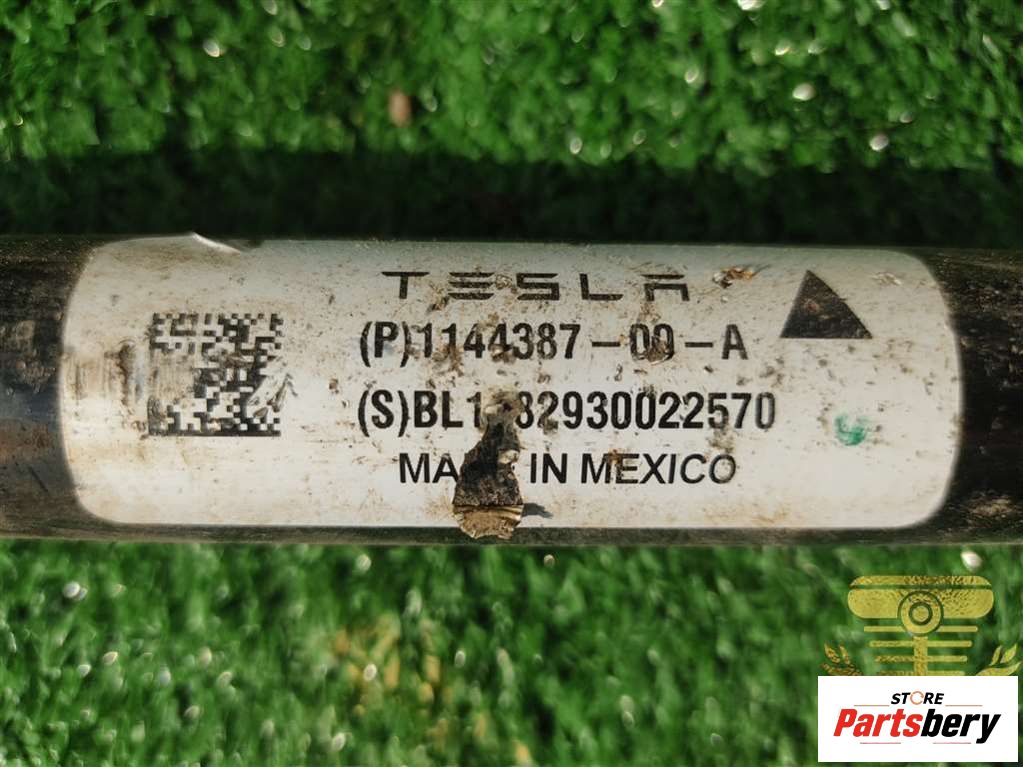 TESLA
(P)1144387-00-A
IN MEXICO
STORE
Partsbery